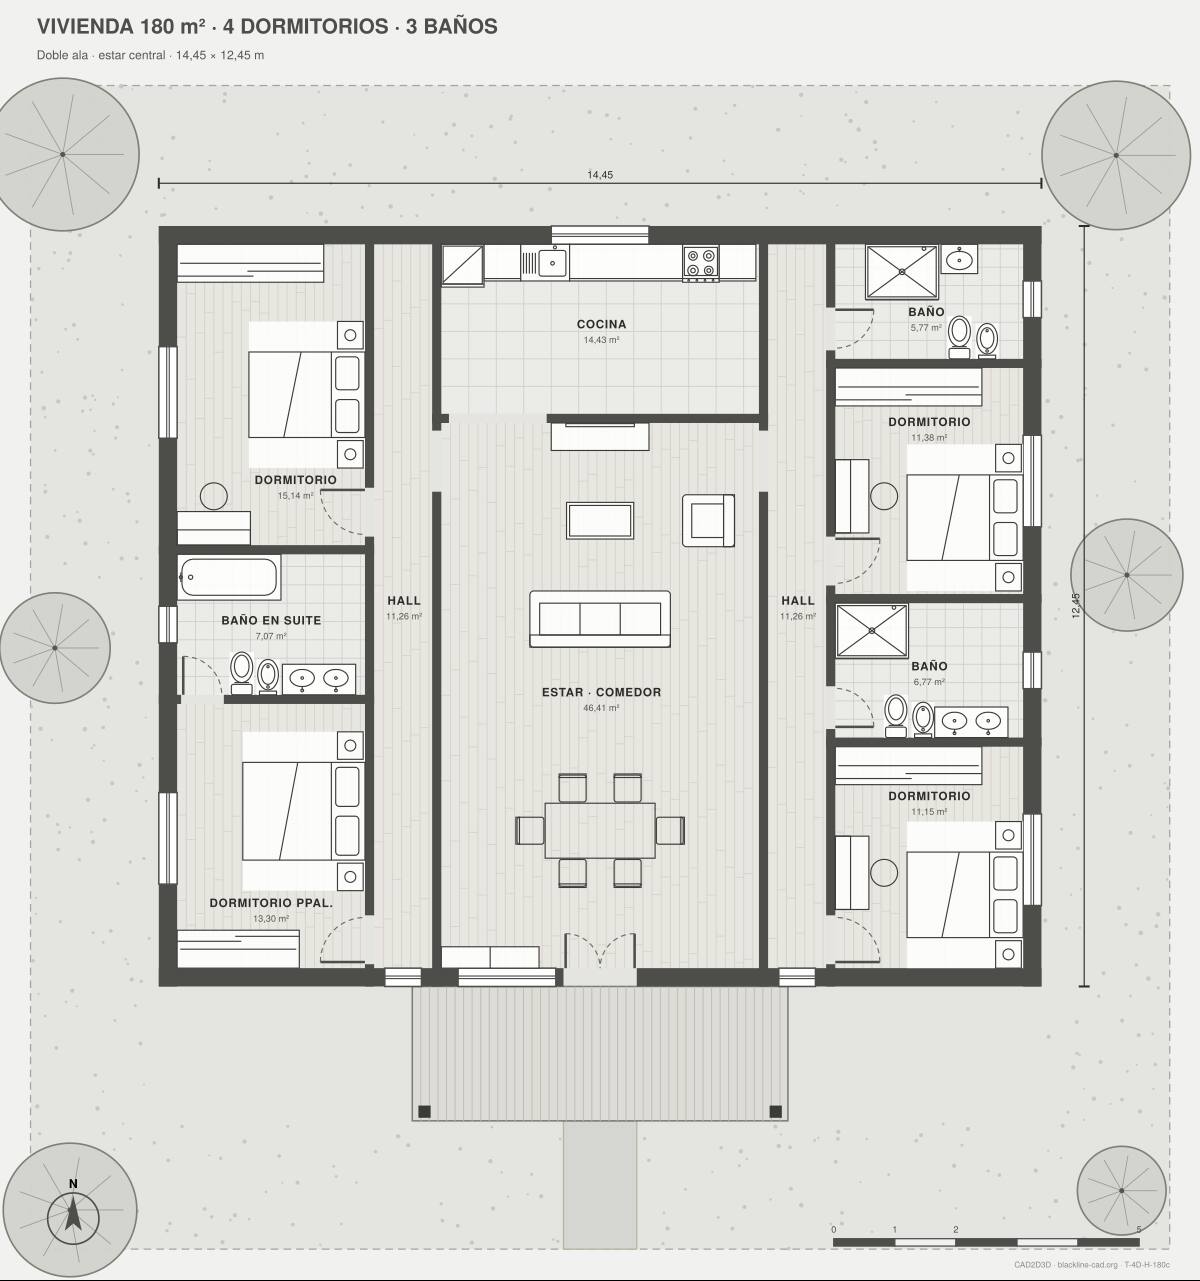 VIVIENDA 180 m² · 4 DORMITORIOS · 3 BAÑOS
Doble ala · estar central · 14,45 × 12,45 m
14,45
COCINA
14,43 m²
BAÑO
5,77 m²
DORMITORIO
11,38 m²
DORMITORIO
15,14 m²
HALL
11,26 m²
HALL
11,26 m²
12,45
BAÑO EN SUITE
7,07 m²
BAÑO
6,77 m²
ESTAR · COMEDOR
46,41 m²
DORMITORIO
11,15 m²
DORMITORIO PPAL.
13,30 m²
N
0 1 2 5
CAD2D3D · blackline-cad.org · T-4D-H-180c